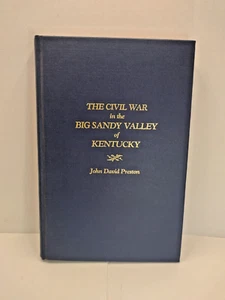 THE CIVIL WAR
In the
BIG SANDY VALLEY
of
KENTUCKY
John David Preston